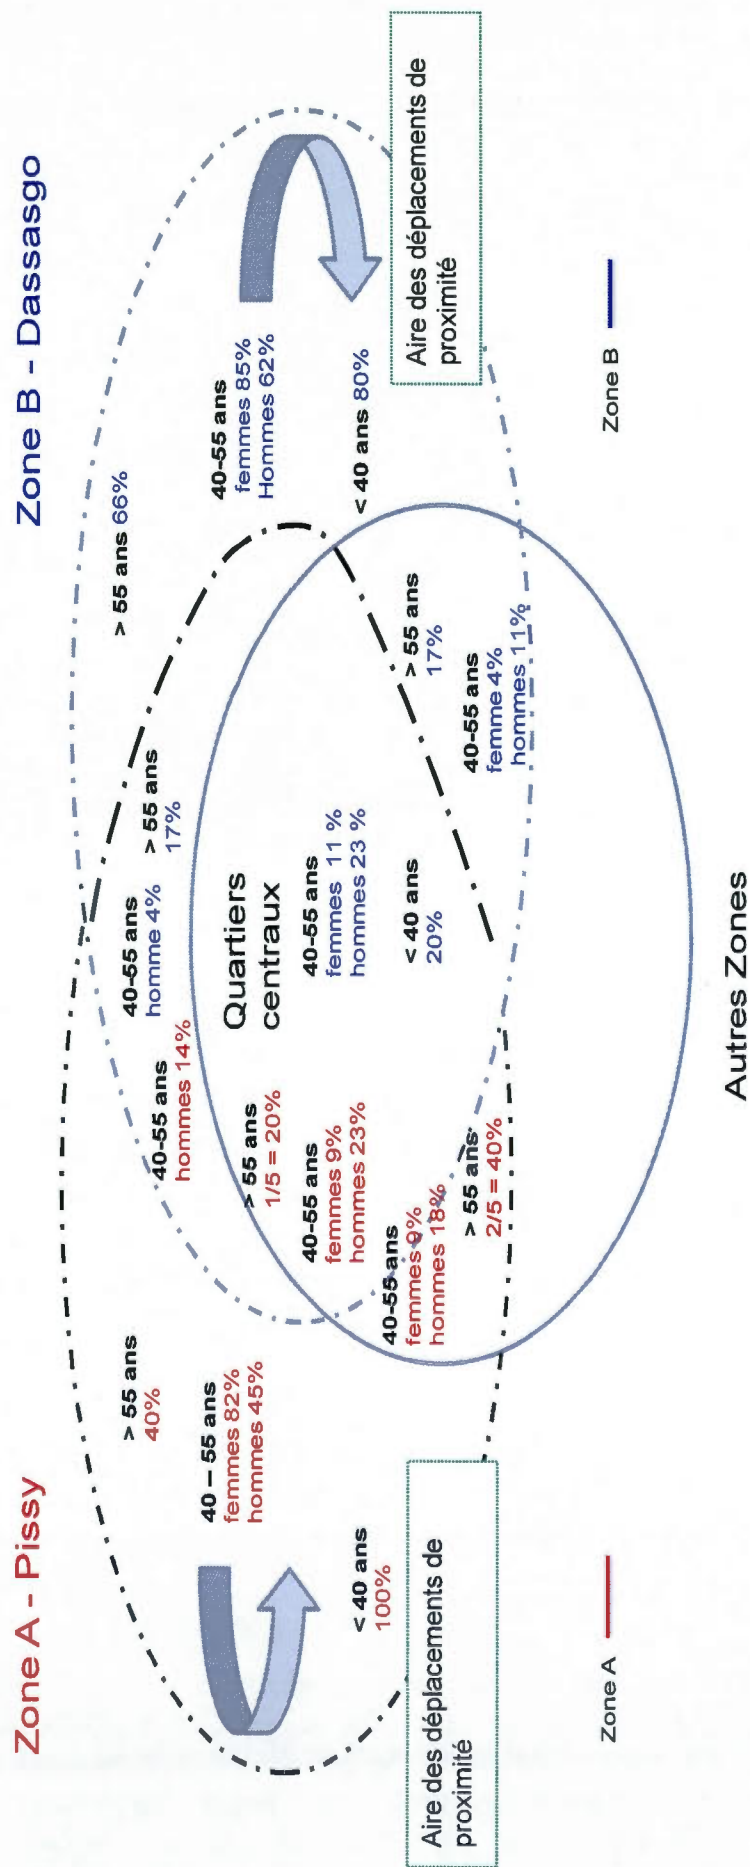 Zone A - Pissy
Zone B - Dassasgo
> 55 ans
40%
40 – 55 ans
femmes 82%
hommes 45%
< 40 ans
100%
Aire des déplacements de
proximité
40-55 ans
hommes 14%
40-55 ans
homme 4%
> 55 ans
17%
> 55 ans 66%
Quartiers
centraux
> 55 ans
1/5 = 20%
40-55 ans
femmes 9%
hommes 23%
40-55 ans
femmes 9%
hommes 18%
> 55 ans
2/5 = 40%
40-55 ans
femmes 11 %
hommes 23 %
< 40 ans
20%
> 55 ans
17%
40-55 ans
femme 4%
hommes 11%
40-55 ans
femmes 85%
Hommes 62%
< 40 ans 80%
Aire des déplacements de
proximité
Zone A
Autres Zones
Zone B